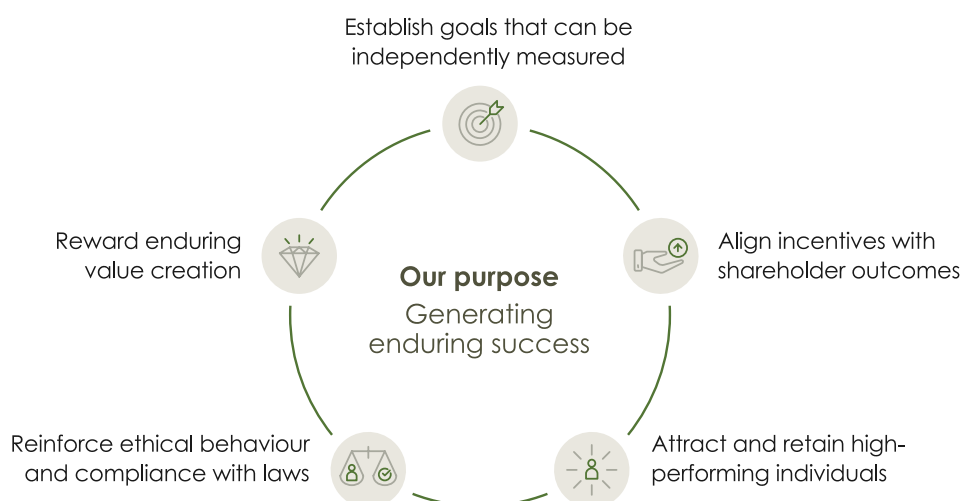 Establish goals that can be
independently measured
Reward enduring
value creation
Align incentives with
shareholder outcomes
Our purpose
Generating
enduring success
Reinforce ethical behaviour
and compliance with laws
Attract and retain high-
performing individuals